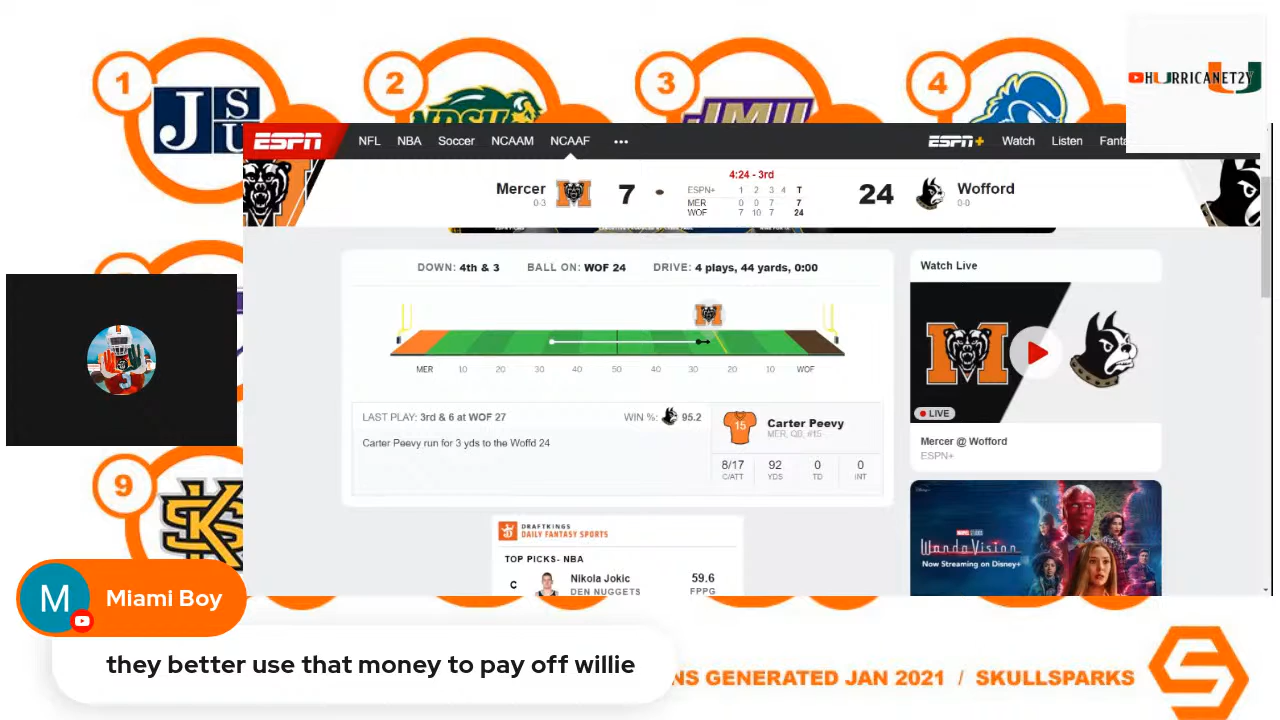 1
2
3
4
HURRICANET2Y
JSU
NDSU
JMU
ESPN
NFL NBA Soccer NCAAM NCAAF •••
ESPN+ Watch Listen Fanta
4:24 - 3rd
Mercer
0-3
M
7
ESPN+ 1 2 3 4 T
MER 0 0 7 7
WOF 7 10 7 24
24
Wofford
0-0
DOWN: 4th & 3 BALL ON: WOF 24 DRIVE: 4 plays, 44 yards, 0:00
M
MER 10 20 30 40 50 40 30 20 10 WOF
LAST PLAY: 3rd & 6 at WOF 27
WIN %: 95.2
Carter Peevy run for 3 yds to the Woffd 24
15
Carter Peevy
MER, QB, #15
8/17 92 0 0
C/ATT YDS TD INT
Watch Live
M
LIVE
Mercer @ Wofford
ESPN+
Disney+
MARVEL STUDIOS
WandaVision
Now Streaming on Disney+
DRAFTKINGS
DAILY FANTASY SPORTS
TOP PICKS- NBA
C
Nikola Jokic
DEN NUGGETS
59.6
FPPG
9
KS
M
Miami Boy
they better use that money to pay off willie
NS GENERATED JAN 2021 / SKULLSPARKS